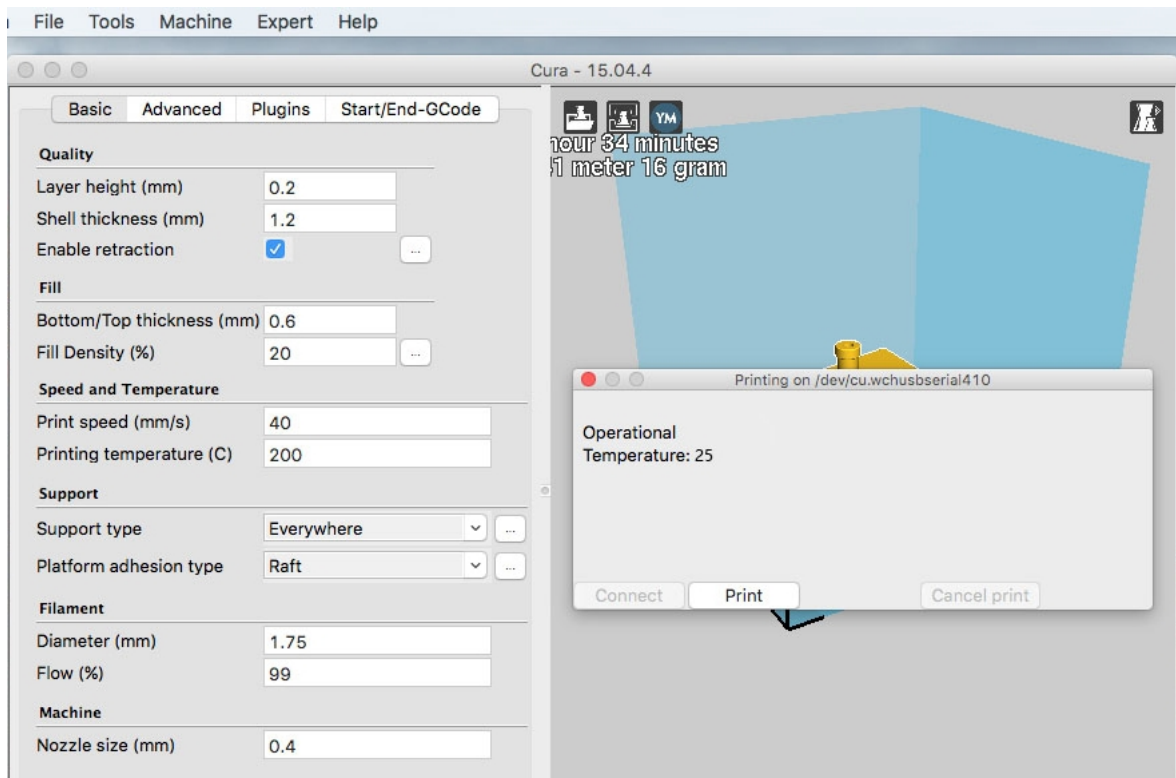 File Tools Machine Expert Help
Cura - 15.04.4
Basic Advanced Plugins Start/End-GCode
Quality
Layer height (mm) 0.2
Shell thickness (mm) 1.2
Enable retraction ...
Fill
Bottom/Top thickness (mm) 0.6
Fill Density (%) 20 ...
Speed and Temperature
Print speed (mm/s) 40
Printing temperature (C) 200
Support
Support type Everywhere ...
Platform adhesion type Raft ...
Filament
Diameter (mm) 1.75
Flow (%) 99
Machine
Nozzle size (mm) 0.4
YM
hour 34 minutes
meter 16 gram
Printing on /dev/cu.wchusbserial410
Operational
Temperature: 25
Connect Print Cancel print